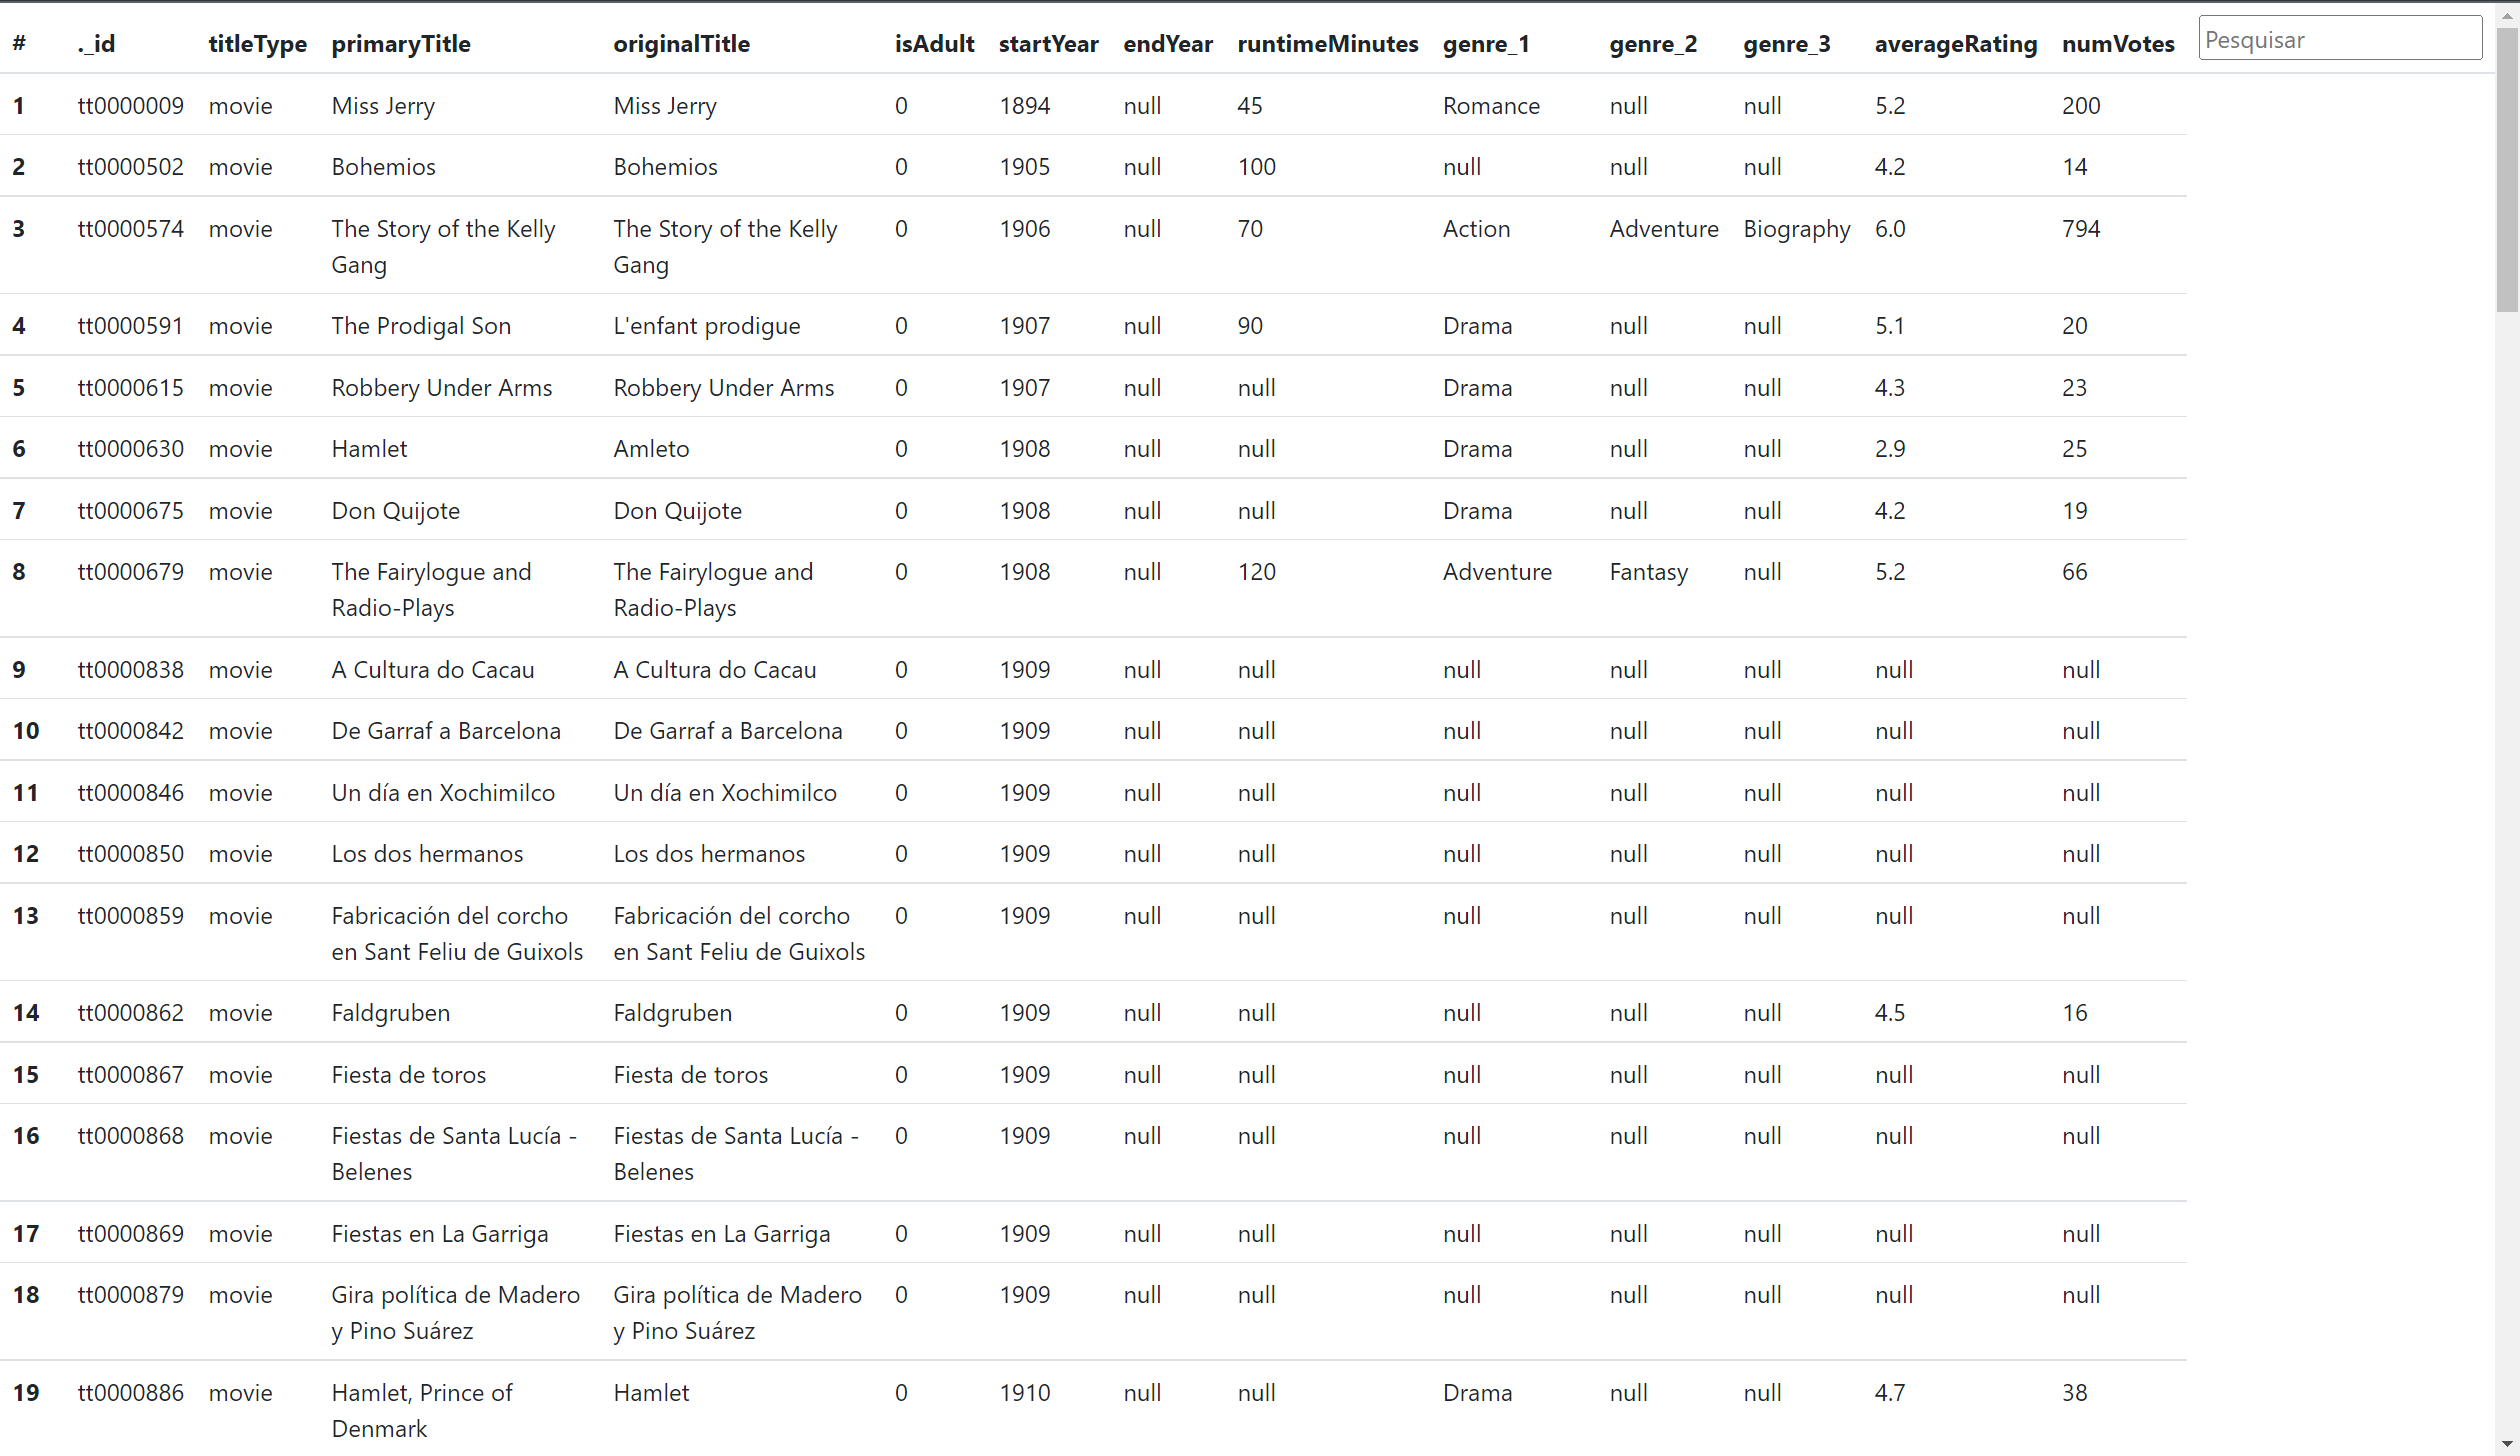 # ._id titleType primaryTitle originalTitle isAdult startYear endYear runtimeMinutes genre_1 genre_2 genre_3 averageRating numVotes Pesquisar
1 tt0000009 movie Miss Jerry Miss Jerry 0 1894 null 45 Romance null null 5.2 200
2 tt0000502 movie Bohemios Bohemios 0 1905 null 100 null null null 4.2 14
3 tt0000574 movie The Story of the Kelly The Story of the Kelly 0 1906 null 70 Action Adventure Biography 6.0 794
Gang Gang
4 tt0000591 movie The Prodigal Son L'enfant prodigue 0 1907 null 90 Drama null null 5.1 20
5 tt0000615 movie Robbery Under Arms Robbery Under Arms 0 1907 null null Drama null null 4.3 23
6 tt0000630 movie Hamlet Amleto 0 1908 null null Drama null null 2.9 25
7 tt0000675 movie Don Quijote Don Quijote 0 1908 null null Drama null null 4.2 19
8 tt0000679 movie The Fairylogue and The Fairylogue and 0 1908 null 120 Adventure Fantasy null 5.2 66
Radio-Plays Radio-Plays
9 tt0000838 movie A Cultura do Cacau A Cultura do Cacau 0 1909 null null null null null null null
10 tt0000842 movie De Garraf a Barcelona De Garraf a Barcelona 0 1909 null null null null null null null
11 tt0000846 movie Un día en Xochimilco Un día en Xochimilco 0 1909 null null null null null null null
12 tt0000850 movie Los dos hermanos Los dos hermanos 0 1909 null null null null null null null
13 tt0000859 movie Fabricación del corcho Fabricación del corcho 0 1909 null null null null null null null
en Sant Feliu de Guixols en Sant Feliu de Guixols
14 tt0000862 movie Faldgruben Faldgruben 0 1909 null null null null null 4.5 16
15 tt0000867 movie Fiesta de toros Fiesta de toros 0 1909 null null null null null null null
16 tt0000868 movie Fiestas de Santa Lucía - Fiestas de Santa Lucía - 0 1909 null null null null null null null
Belenes Belenes
17 tt0000869 movie Fiestas en La Garriga Fiestas en La Garriga 0 1909 null null null null null null null
18 tt0000879 movie Gira política de Madero Gira política de Madero 0 1909 null null null null null null null
y Pino Suárez y Pino Suárez
19 tt0000886 movie Hamlet, Prince of Hamlet 0 1910 null null Drama null null 4.7 38
Denmark